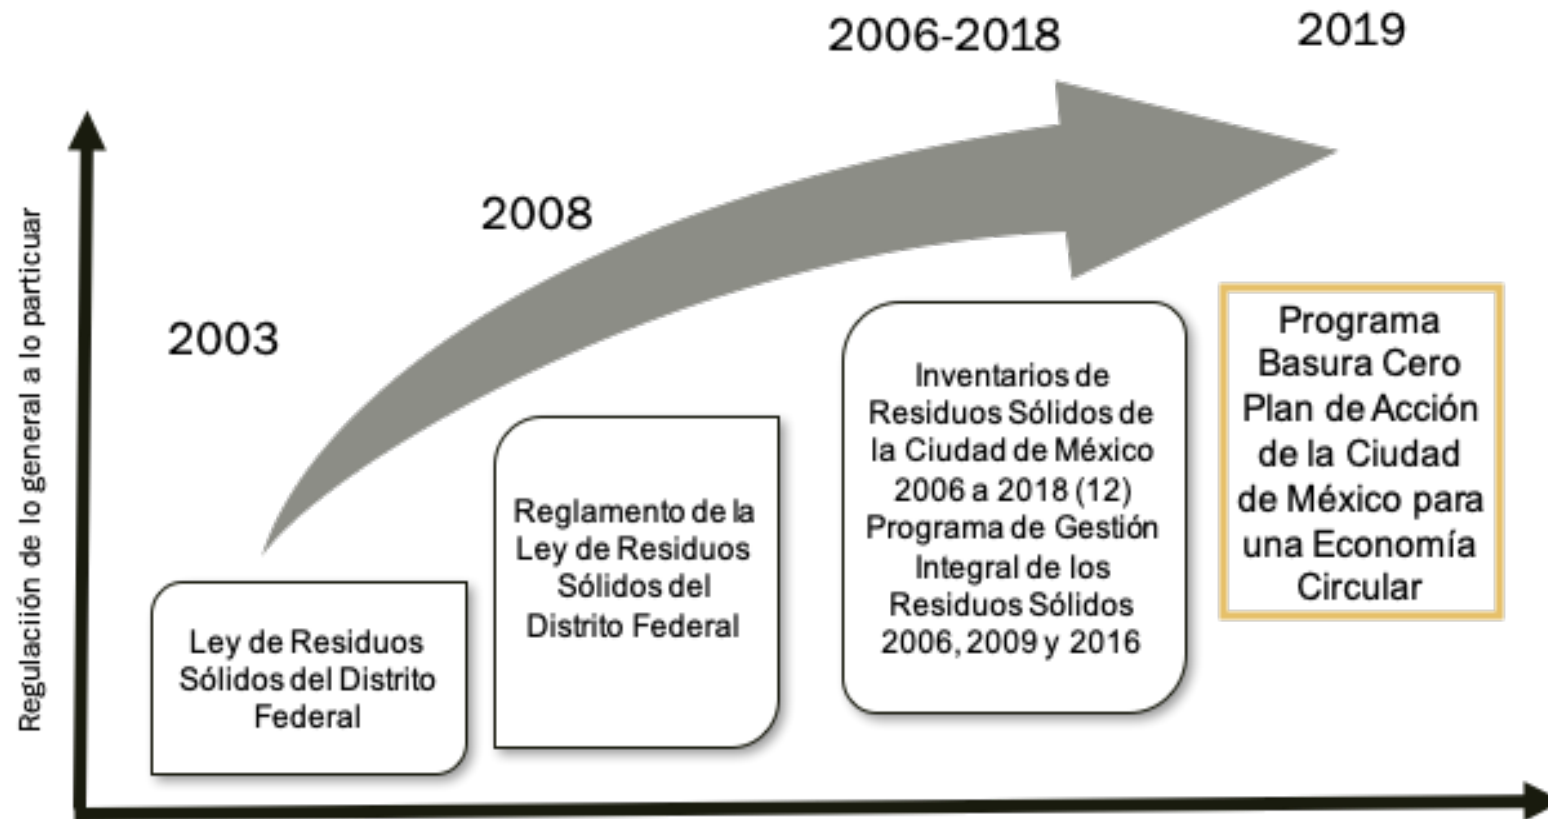 2006-2018
2019
2008
2003
Regulaciión de lo general a lo particuar
Ley de Residuos
Sólidos del Distrito
Federal
Reglamento de la
Ley de Residuos
Sólidos del
Distrito Federal
Inventarios de
Residuos Sólidos de
la Ciudad de México
2006 a 2018 (12)
Programa de Gestión
Integral de los
Residuos Sólidos
2006, 2009 y 2016
Programa
Basura Cero
Plan de Acción
de la Ciudad
de México para
una Economía
Circular